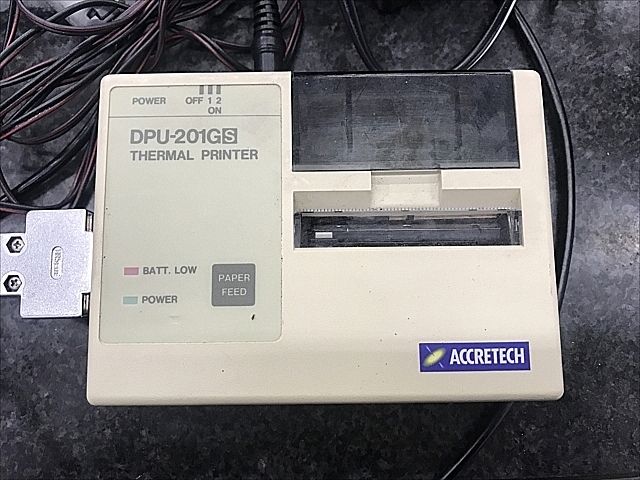 POWER OFF 1 2
ON
DPU-201GS
THERMAL PRINTER
BATT. LOW
POWER
PAPER
FEED
ACCRETECH